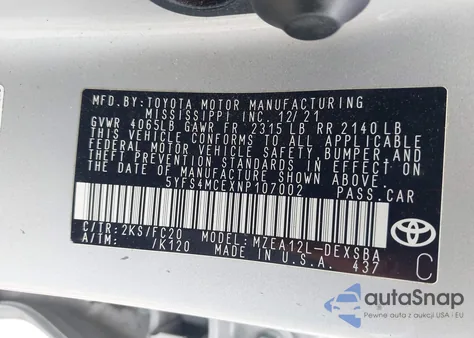 MFD. BY: TOYOTA MOTOR MANUFACTURING
MISSISSIPPI INC. 12/21
GVWR 4065LB GAWR FR 2315 LB RR 2140LB
THIS VEHICLE CONFORMS TO ALL APPLICABLE
FEDERAL MOTOR VEHICLE SAFETY, BUMPER, AND
THEFT PREVENTION STANDARDS IN EFFECT ON
THE DATE OF MANUFACTURE SHOWN ABOVE.
5YFS4MCEXNP107002 PASS.CAR
C/TR: 2KS/FC20 MODEL: MZEA12L-DEXSBA
A/TM: /K120 MADE IN U.S.A. 437
C
autaSnap
Pewne auta z aukcji USA i EU